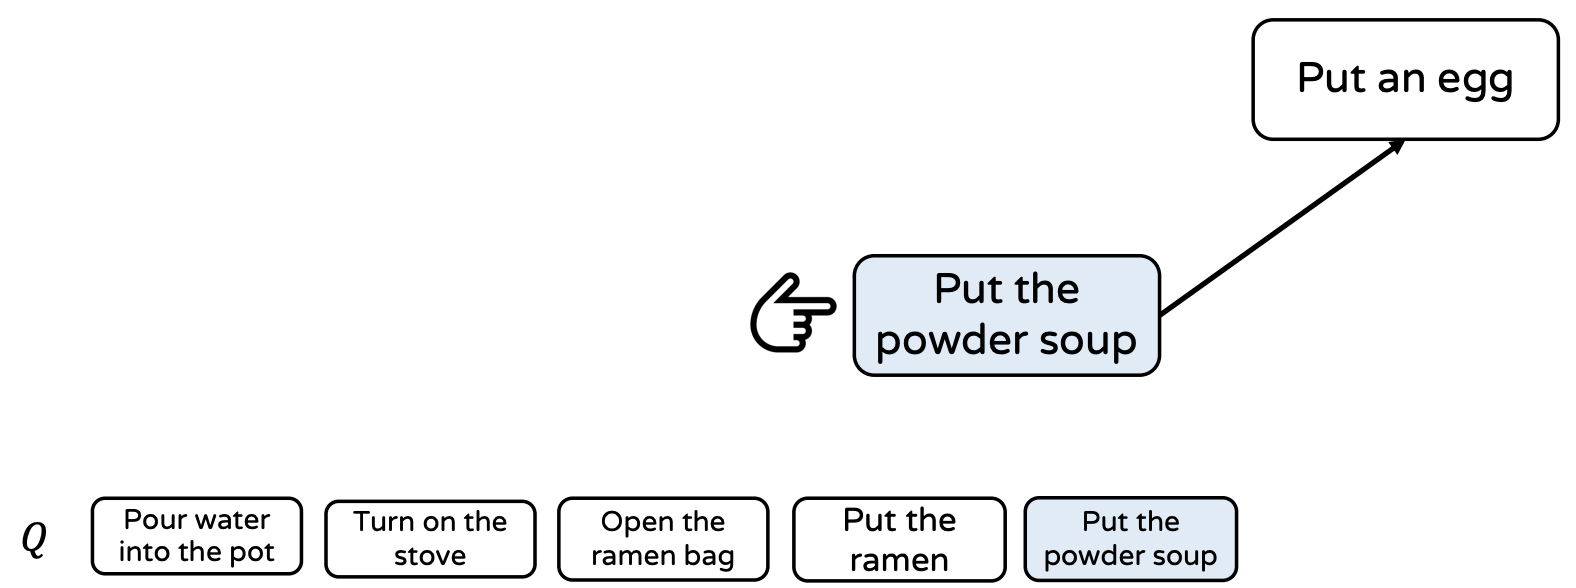 Put an egg
Put the
powder soup
Q
Pour water
into the pot
Turn on the
stove
Open the
ramen bag
Put the
ramen
Put the
powder soup